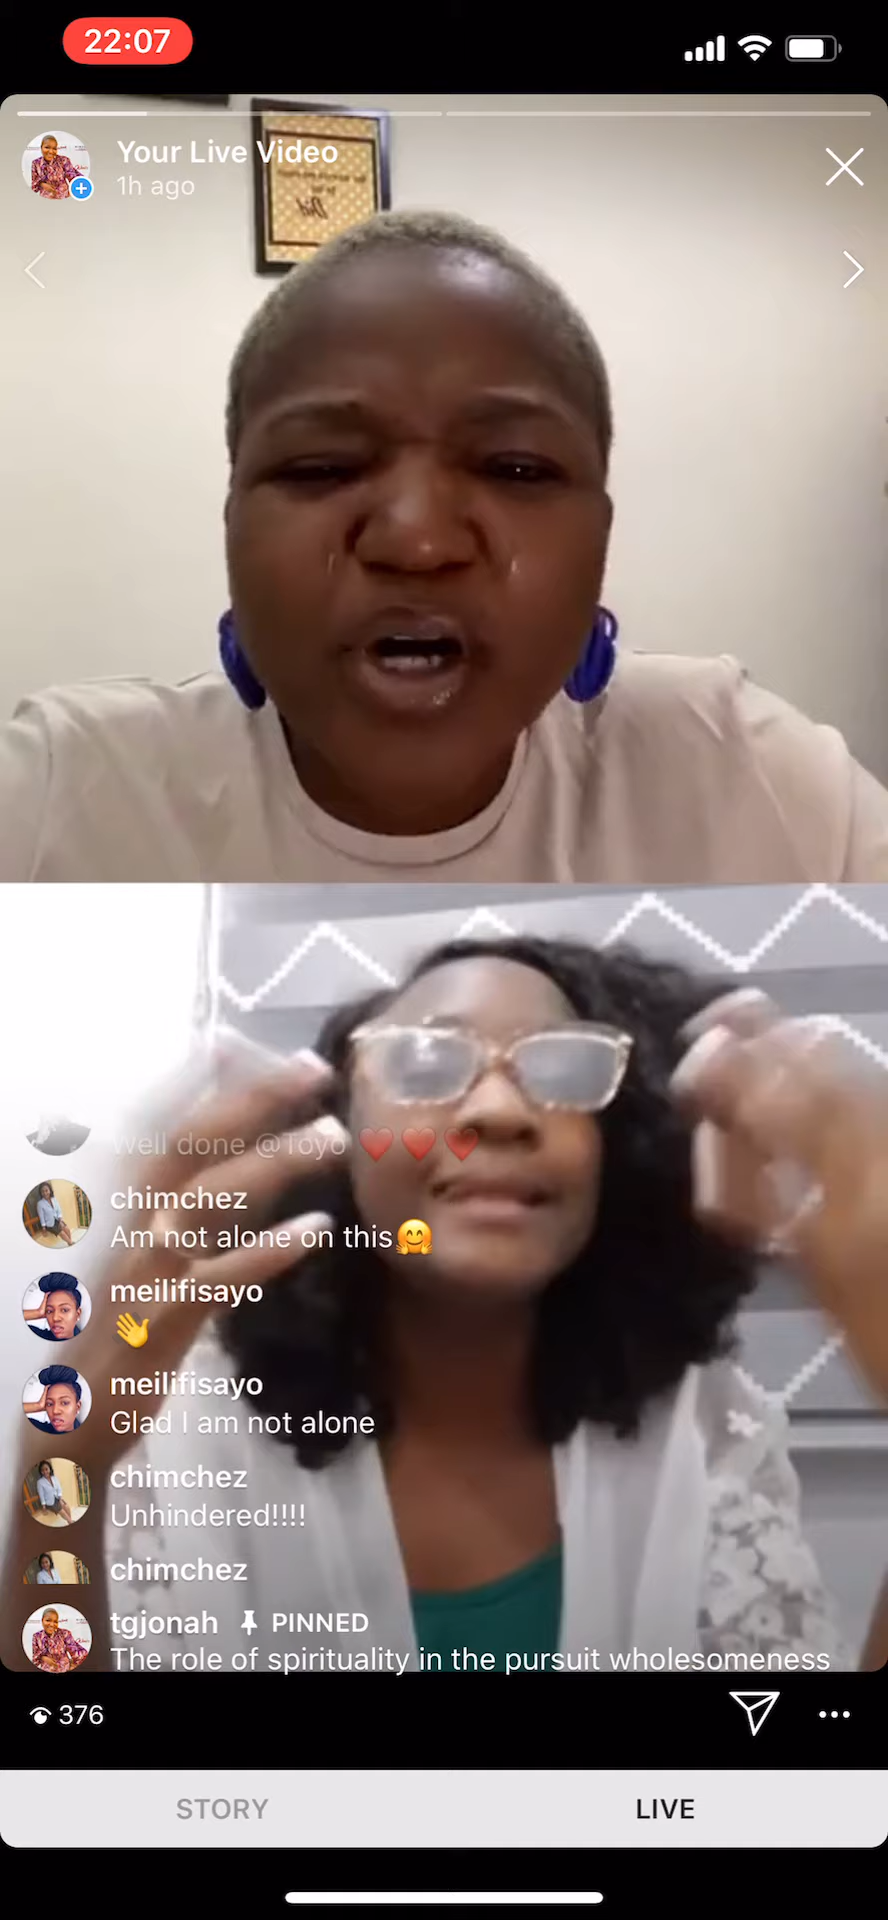 22:07
Your Live Video
1h ago
Well done @Toyo ❤️❤️❤️
chimchez
Am not alone on this🤗
meilifisayo
👋
meilifisayo
Glad I am not alone
chimchez
Unhindered!!!!
chimchez
tgjonah 📌 PINNED
The role of spirituality in the pursuit wholesomeness
376
STORY
LIVE